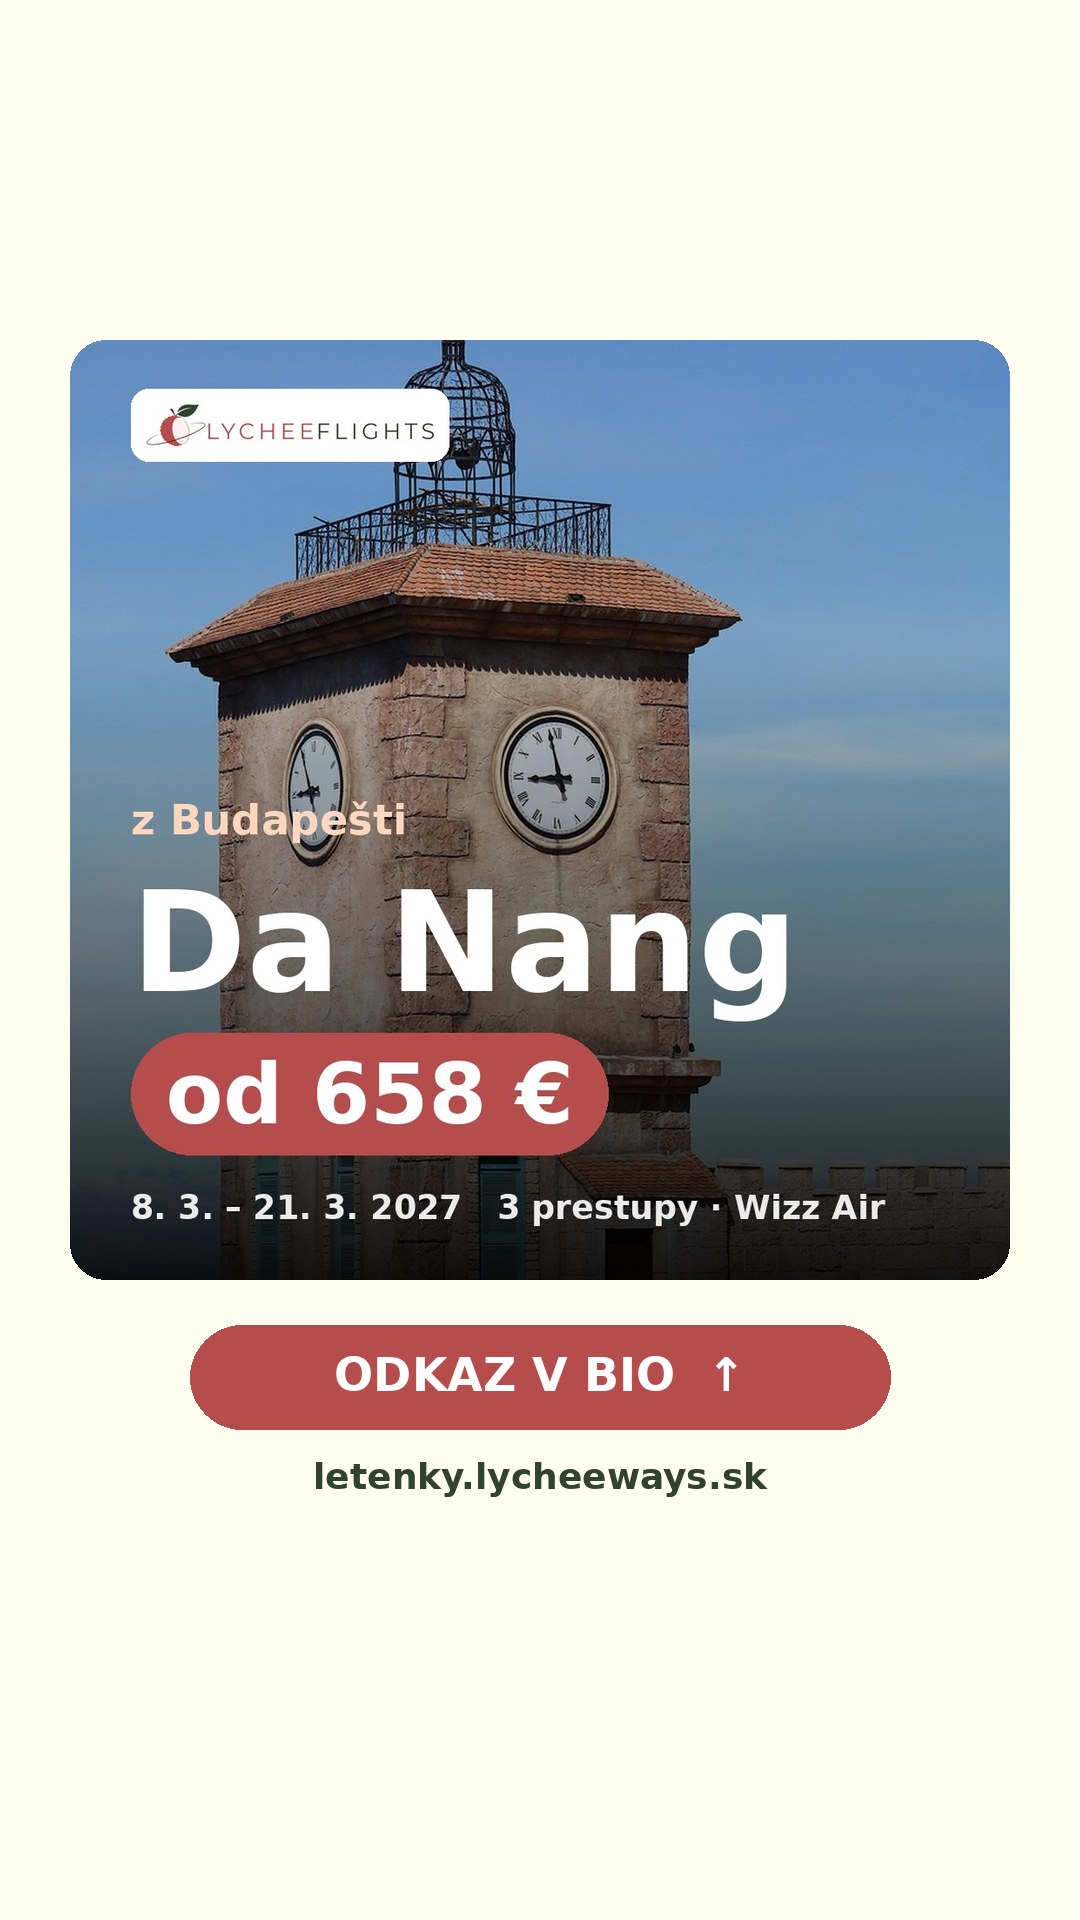 LYCHEEFLIGHTS
z Budapešti
Da Nang
od 658 €
8. 3. – 21. 3. 2027 3 prestupy · Wizz Air
ODKAZ V BIO ↑
letenky.lycheeways.sk